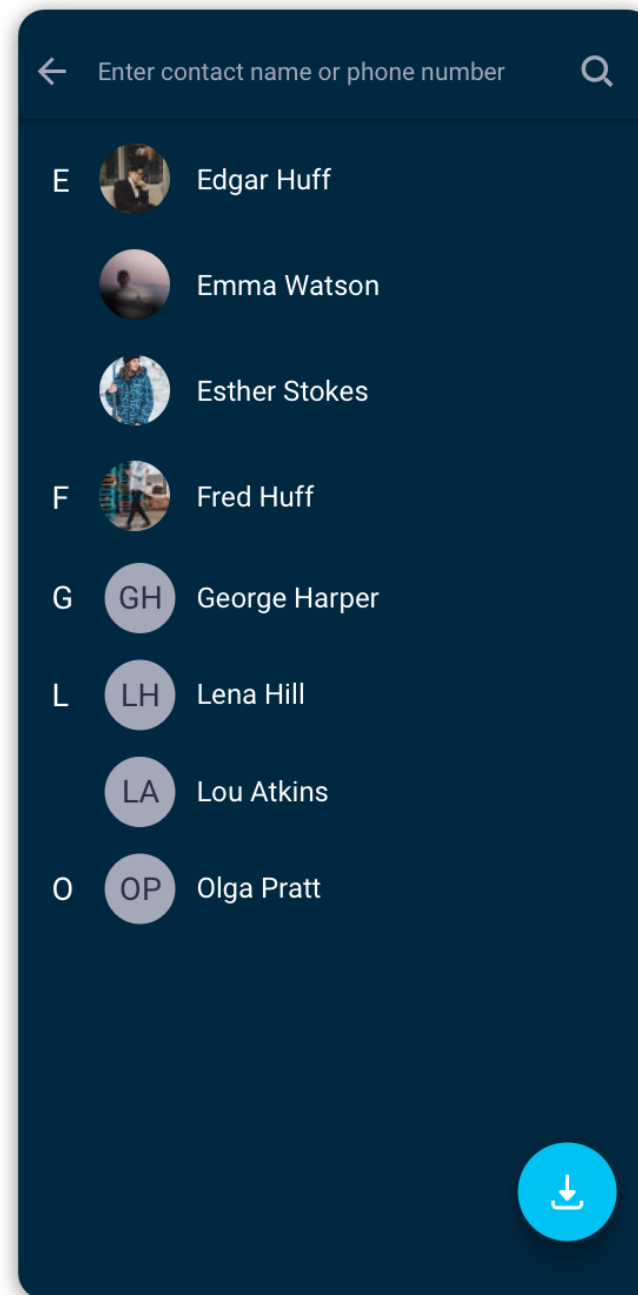 Enter contact name or phone number
E Edgar Huff
Emma Watson
Esther Stokes
F Fred Huff
G GH George Harper
L LH Lena Hill
LA Lou Atkins
O OP Olga Pratt